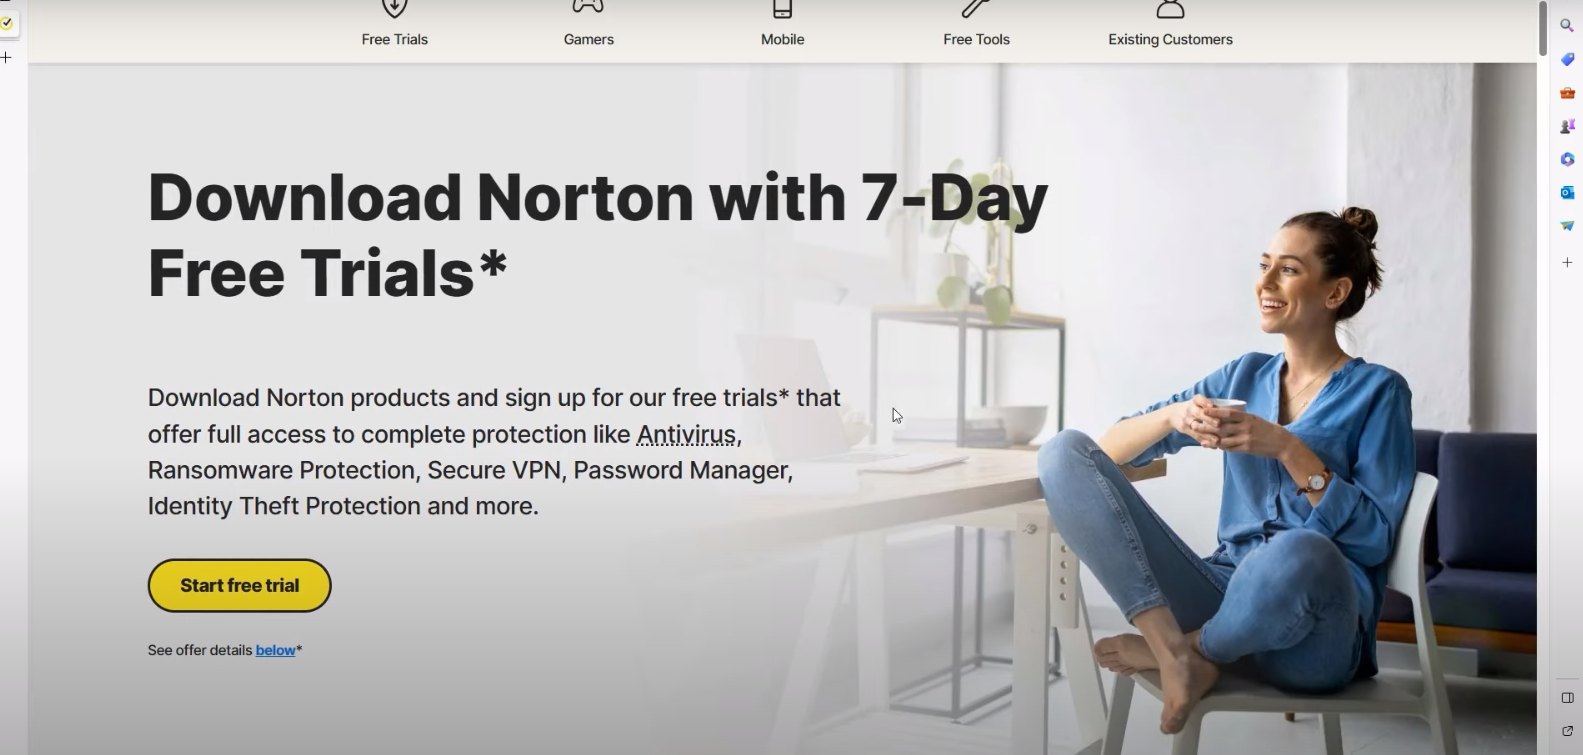 Free Trials
Gamers
Mobile
Free Tools
Existing Customers
Download Norton with 7-Day
Free Trials*
Download Norton products and sign up for our free trials* that
offer full access to complete protection like Antivirus,
Ransomware Protection, Secure VPN, Password Manager,
Identity Theft Protection and more.
Start free trial
See offer details below*